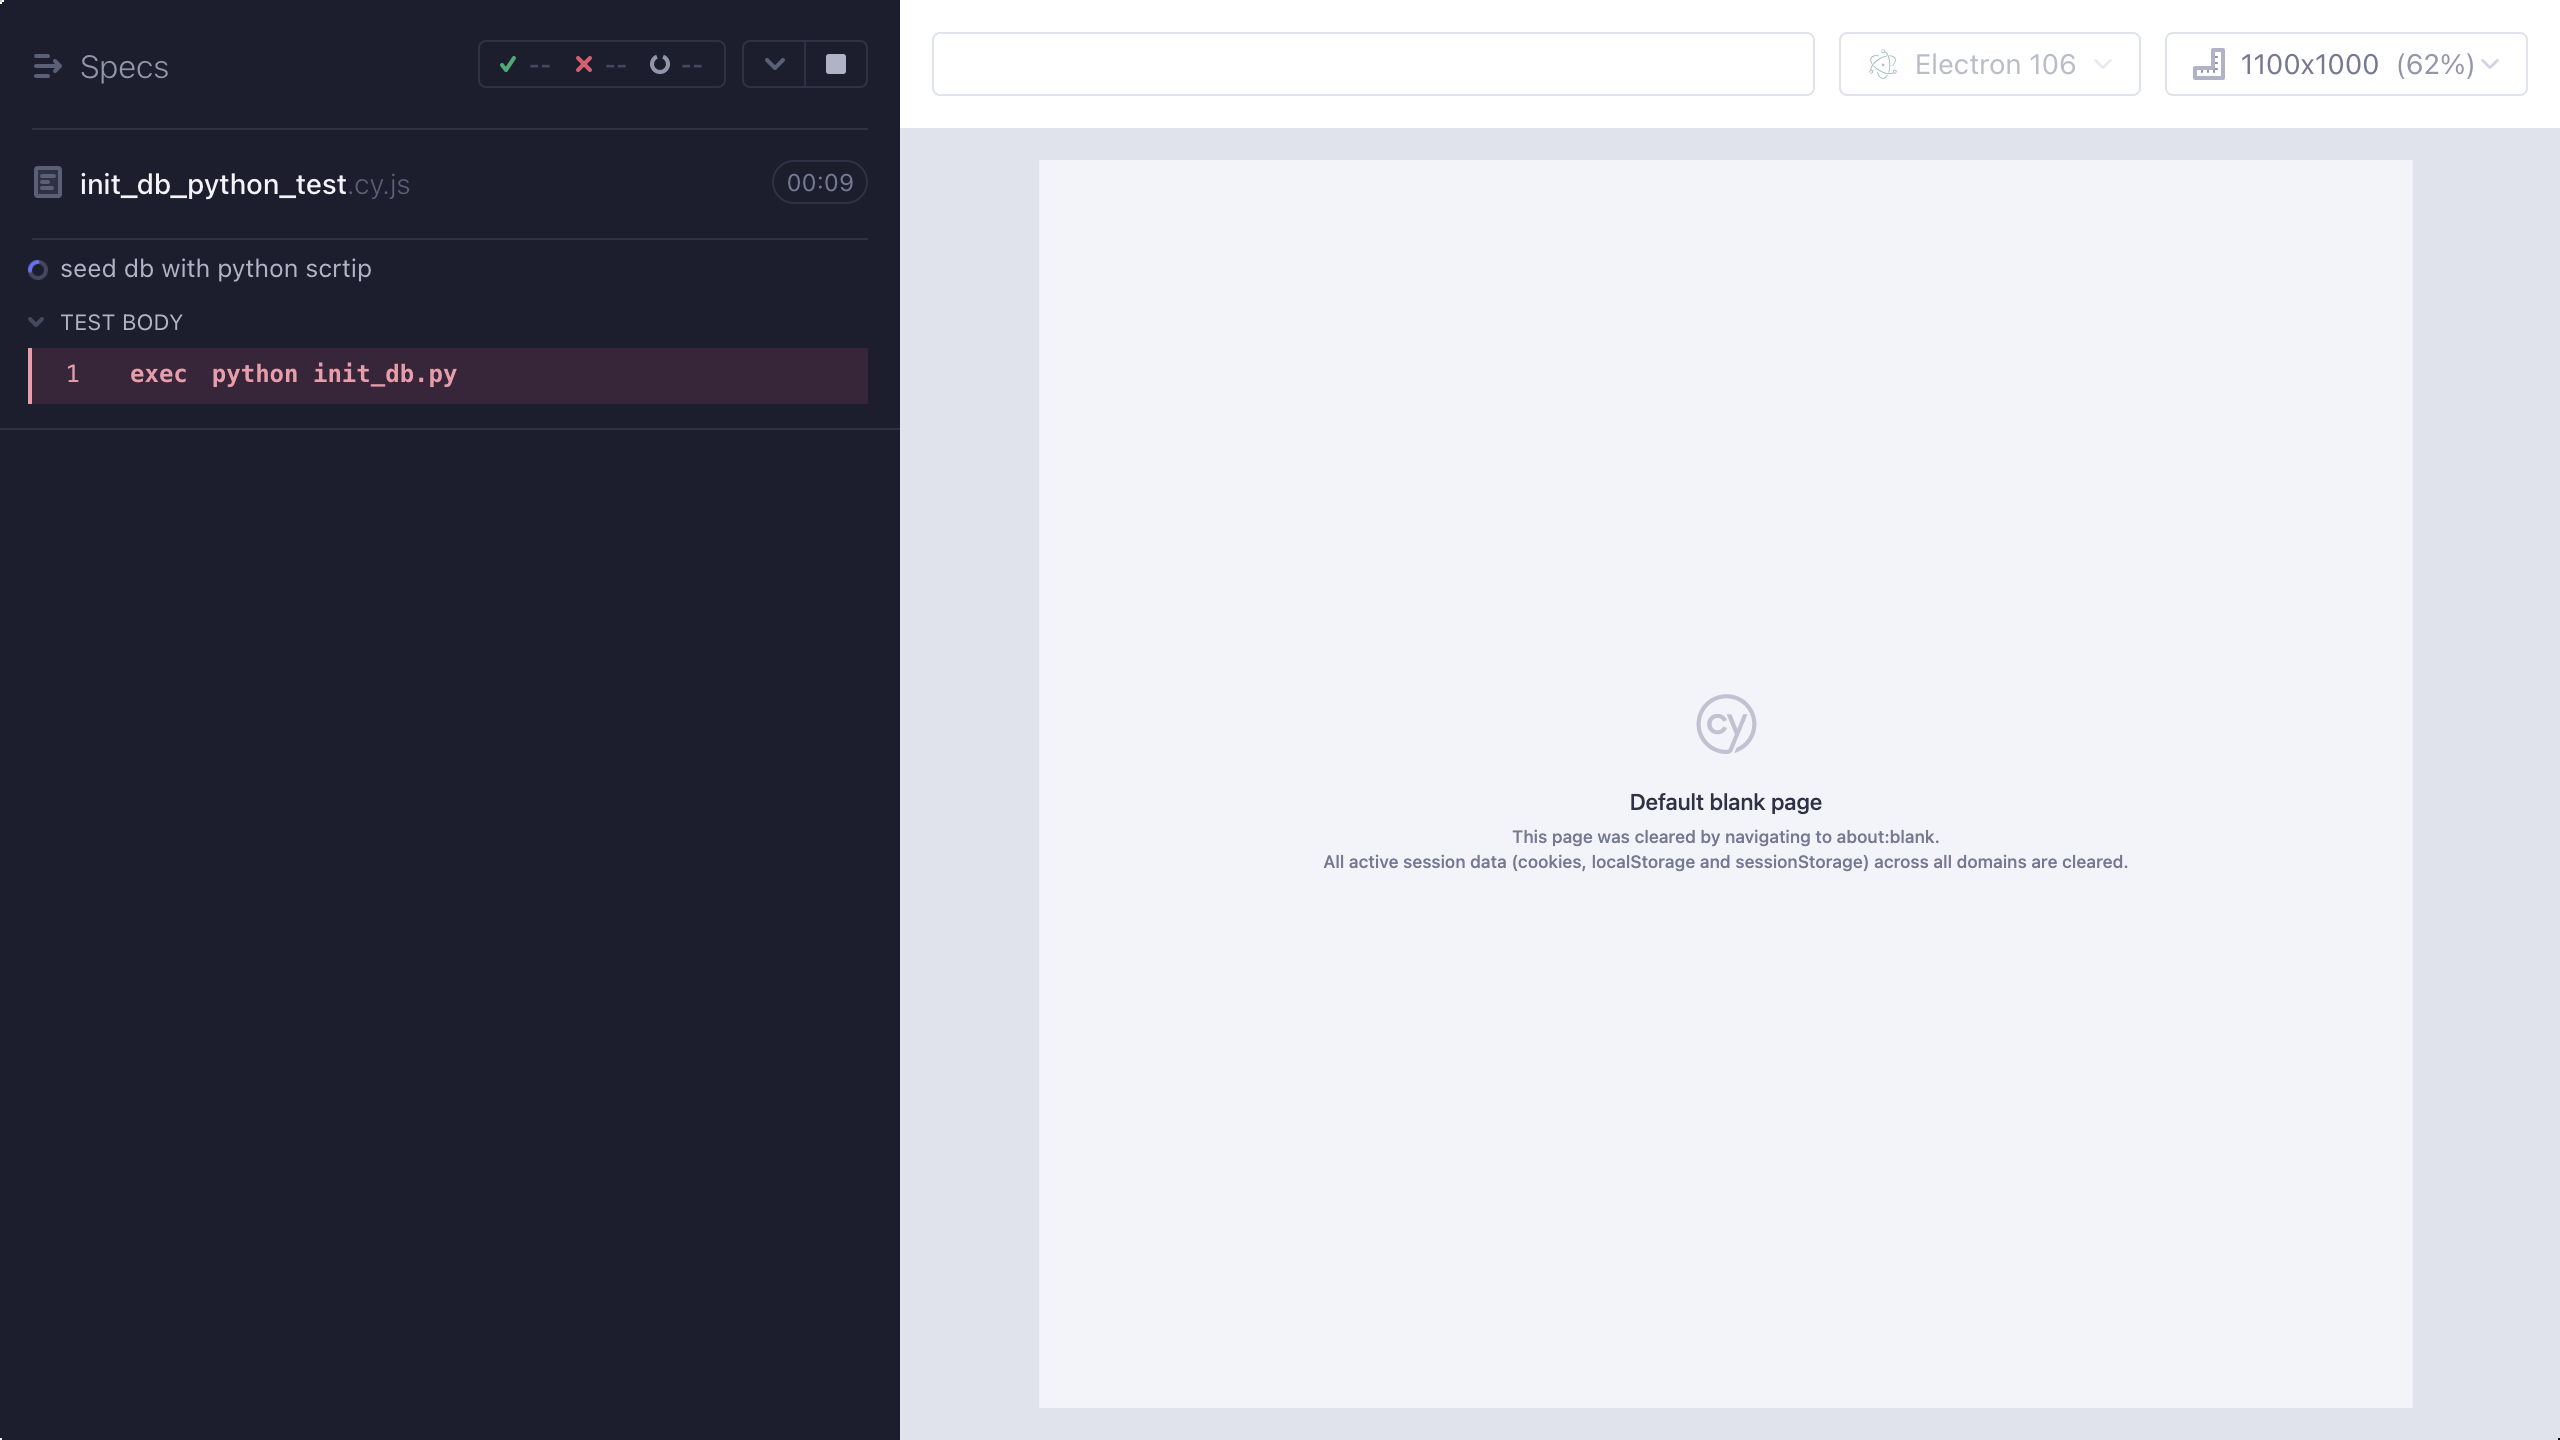 Specs
-- -- --
init_db_python_test.cy.js 00:09
seed db with python scrtip
TEST BODY
1 exec python init_db.py
Electron 106
1100x1000 (62%)
cy
Default blank page
This page was cleared by navigating to about:blank.
All active session data (cookies, localStorage and sessionStorage) across all domains are cleared.